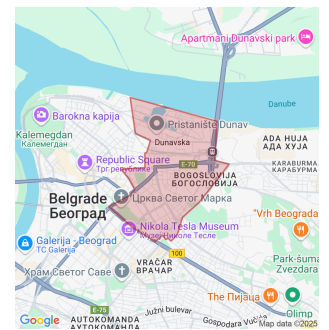 Apartmani Dunavski park
Danube
Barokna kapija
Pristanište Dunav
Kalemegdan
Калемегдан
Dunavska
ADA HUJA
АДА ХУЈА
Republic Square
Трг републике
E-70
KARABURMA
КАРАБУРМА
BOGOSLOVIJA
БОГОСЛОВИЈА
Belgrade
Београд
Црква Светог Марка
"Vrh Beograda
Nikola Tesla Museum
Музеј Николе Тесле
Galerija - Beograd
TC Galerija
100
Park-šuma
Zvezdara
VRAČAR
ВРАЧАР
Храм Светог Саве
The Пијаца
Olimp
E-75
Južni bulevar
Господара Вучића
AUTOKOMANDA
АУТОКОМАНДА
Google
Map data ©2025